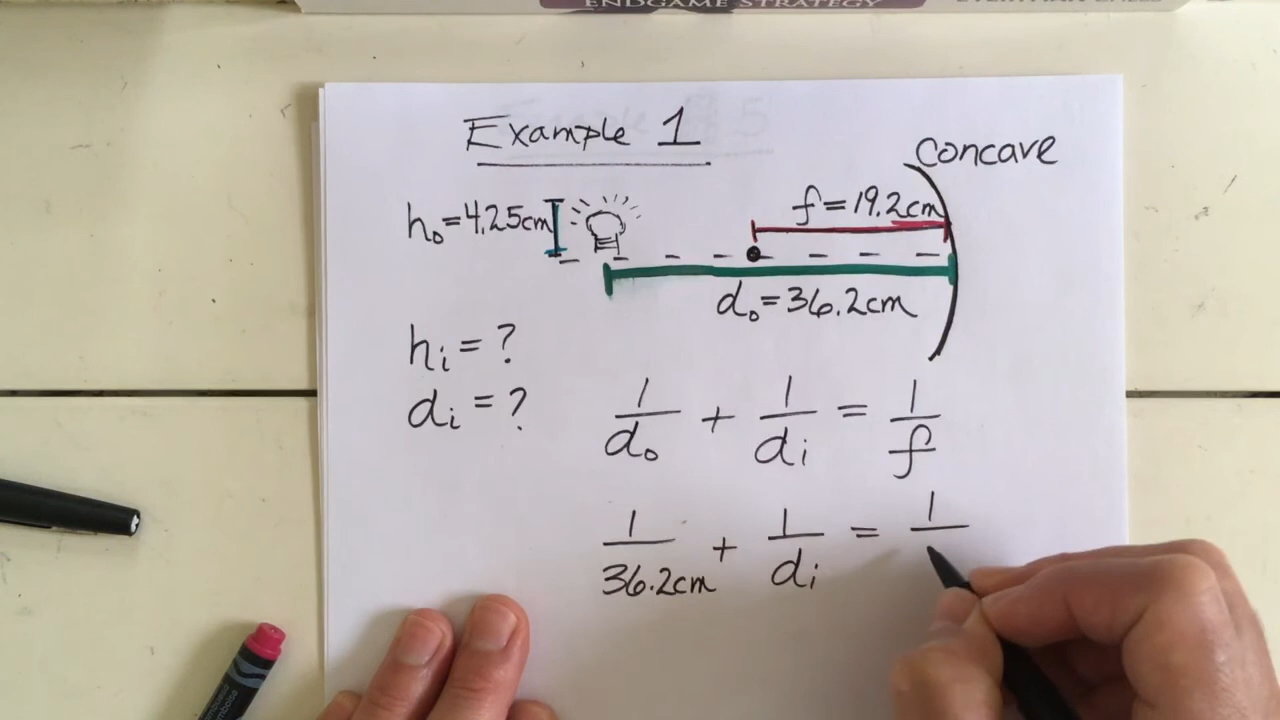 ENDGAME STRATEGY
Example 1
concave
h₀=4.25cm
f=19.2cm
d₀=36.2cm
hᵢ=?
dᵢ=?
1/d₀ + 1/dᵢ = 1/f
1/36.2cm + 1/dᵢ = 1/